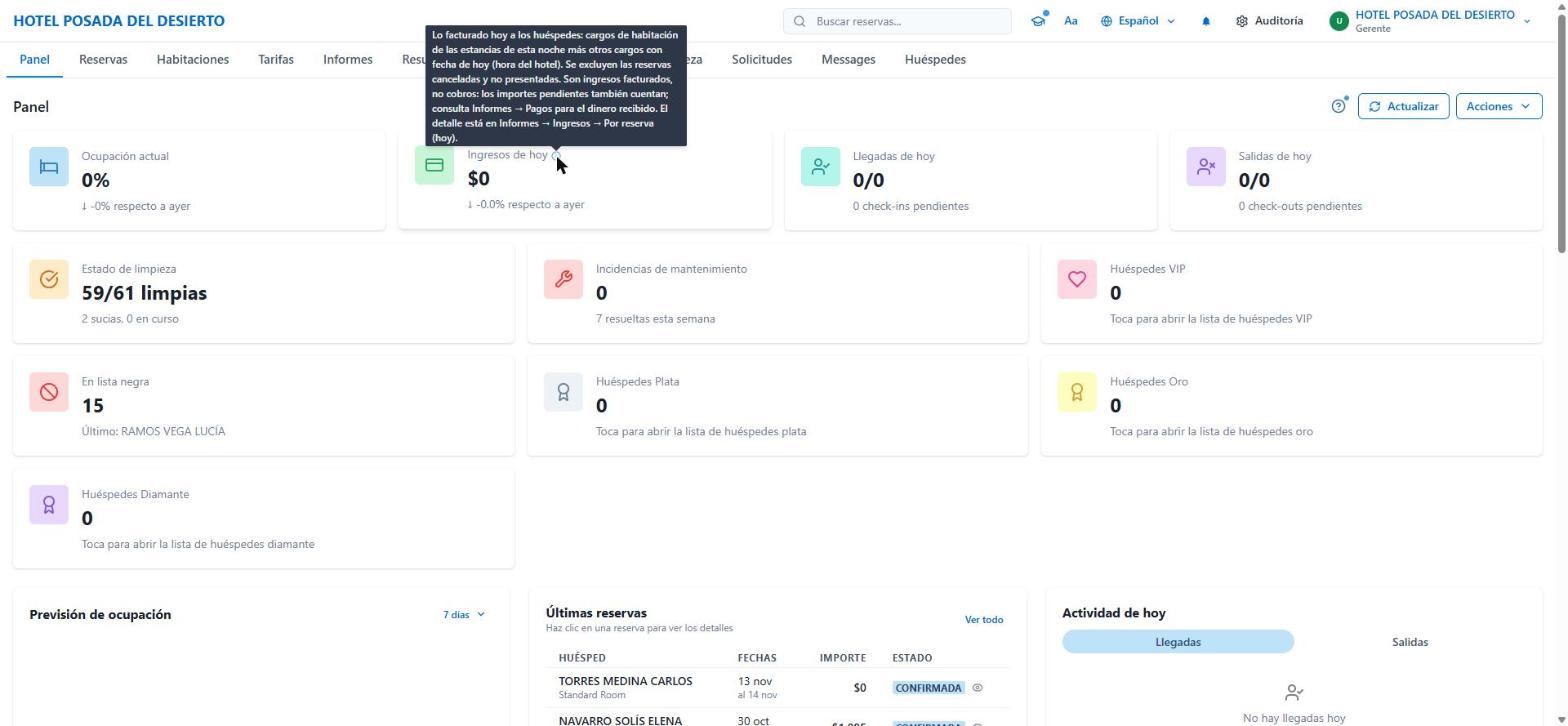 HOTEL POSADA DEL DESIERTO
Buscar reservas...
Aa
Español
Auditoría
U
HOTEL POSADA DEL DESIERTO
Gerente
Panel
Reservas
Habitaciones
Tarifas
Informes
Resu
eza
Solicitudes
Messages
Huéspedes
Lo facturado hoy a los huéspedes: cargos de habitación
de las estancias de esta noche más otros cargos con
fecha de hoy (hora del hotel). Se excluyen las reservas
canceladas y no presentadas. Son ingresos facturados,
no cobros: los importes pendientes también cuentan;
consulta Informes → Pagos para el dinero recibido. El
detalle está en Informes → Ingresos → Por reserva
(hoy).
Panel
Actualizar
Acciones
Ocupación actual
0%
↓ -0% respecto a ayer
Ingresos de hoy
$0
↓ -0.0% respecto a ayer
Llegadas de hoy
0/0
0 check-ins pendientes
Salidas de hoy
0/0
0 check-outs pendientes
Estado de limpieza
59/61 limpias
2 sucias, 0 en curso
Incidencias de mantenimiento
0
7 resueltas esta semana
Huéspedes VIP
0
Toca para abrir la lista de huéspedes VIP
En lista negra
15
Último: RAMOS VEGA LUCÍA
Huéspedes Plata
0
Toca para abrir la lista de huéspedes plata
Huéspedes Oro
0
Toca para abrir la lista de huéspedes oro
Huéspedes Diamante
0
Toca para abrir la lista de huéspedes diamante
Previsión de ocupación
7 días
Últimas reservas
Haz clic en una reserva para ver los detalles
Ver todo
HUÉSPED FECHAS IMPORTE ESTADO
TORRES MEDINA CARLOS 13 nov $0 CONFIRMADA
Standard Room al 14 nov
NAVARRO SOLÍS ELENA 30 oct
Actividad de hoy
Llegadas
Salidas
No hay llegadas hoy